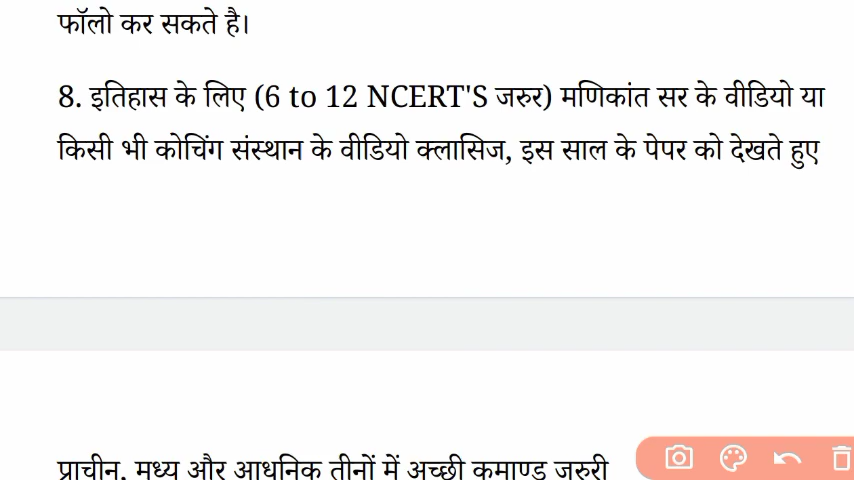 फॉलो कर सकते है।
8. इतिहास के लिए (6 to 12 NCERT'S जरुर) मणिकांत सर के वीडियो या
किसी भी कोचिंग संस्थान के वीडियो क्लासिज, इस साल के पेपर को देखते हुए
प्राचीन, मध्य और आधुनिक तीनों में अच्छी कमाण्ड जरुरी